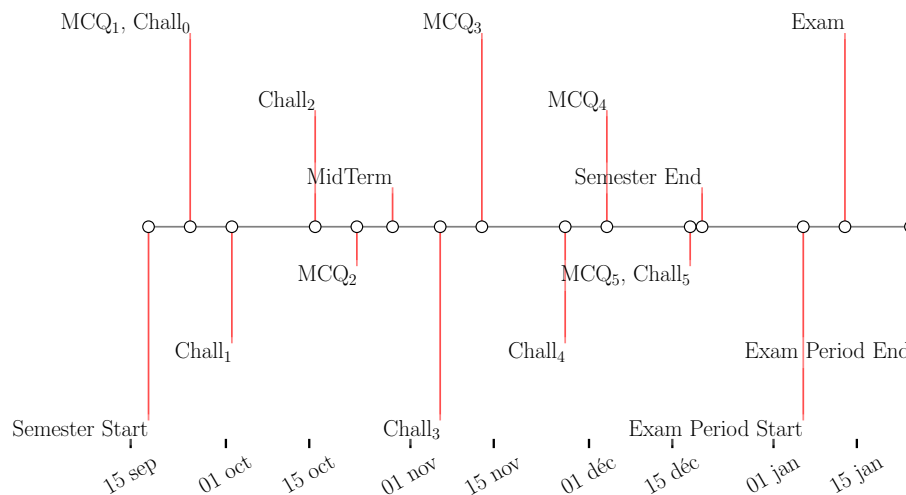 MCQ₁, Chall₀
MCQ₃
Exam
Chall₂
MCQ₄
MidTerm
Semester End
MCQ₂
MCQ₅, Chall₅
Chall₁
Chall₄
Exam Period End
Semester Start
Chall₃
Exam Period Start
15 sep
01 oct
15 oct
01 nov
15 nov
01 déc
15 déc
01 jan
15 jan